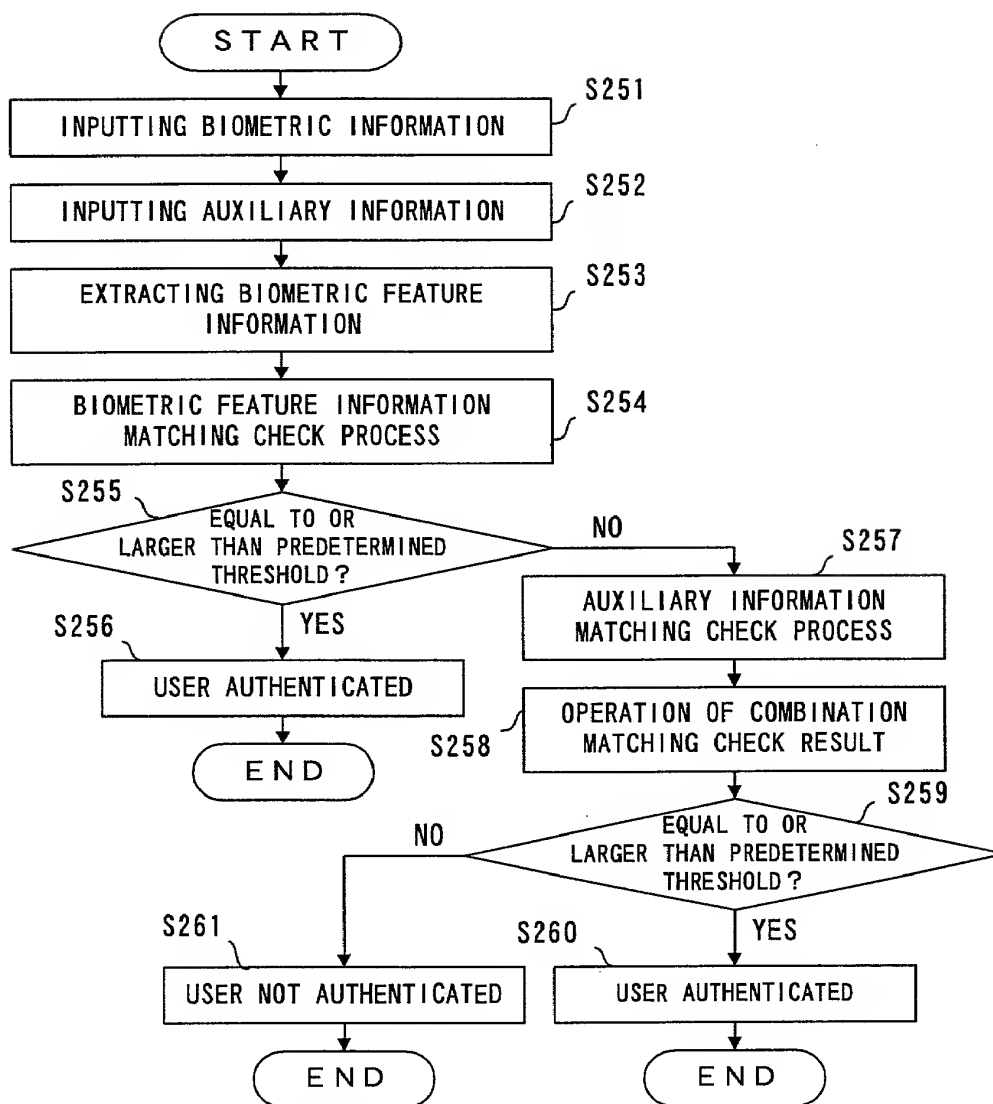 START
S251
INPUTTING BIOMETRIC INFORMATION
S252
INPUTTING AUXILIARY INFORMATION
S253
EXTRACTING BIOMETRIC FEATURE
INFORMATION
S254
BIOMETRIC FEATURE INFORMATION
MATCHING CHECK PROCESS
S255
EQUAL TO OR
LARGER THAN PREDETERMINED
THRESHOLD?
NO
YES
S256
USER AUTHENTICATED
END
S257
AUXILIARY INFORMATION
MATCHING CHECK PROCESS
S258
OPERATION OF COMBINATION
MATCHING CHECK RESULT
S259
EQUAL TO OR
LARGER THAN PREDETERMINED
THRESHOLD?
NO
YES
S261
USER NOT AUTHENTICATED
END
S260
USER AUTHENTICATED
END